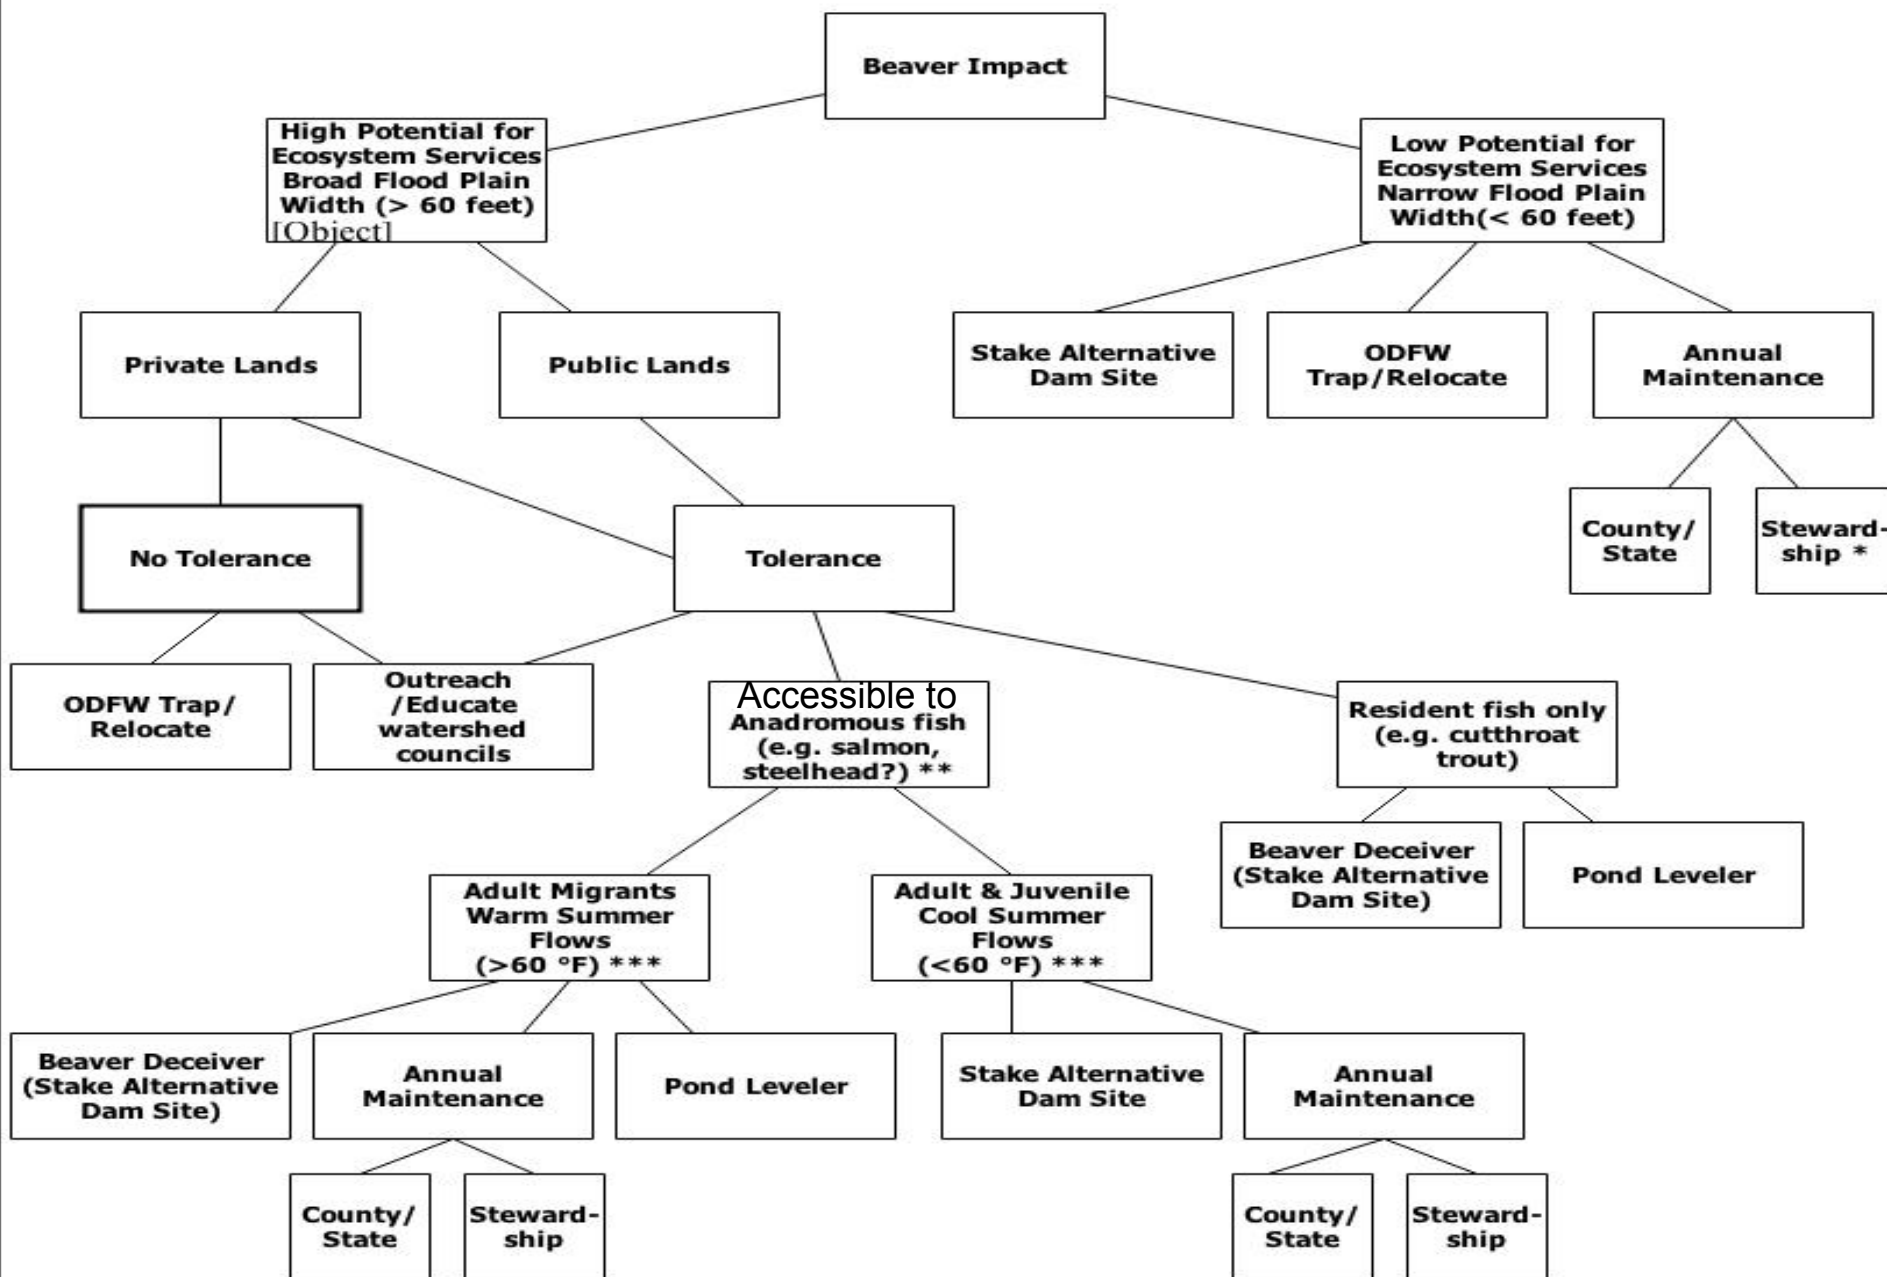 Beaver Impact
High Potential for
Ecosystem Services
Broad Flood Plain
Width (> 60 feet)
[Object]
Low Potential for
Ecosystem Services
Narrow Flood Plain
Width(< 60 feet)
Private Lands
Public Lands
Stake Alternative
Dam Site
ODFW
Trap/Relocate
Annual
Maintenance
No Tolerance
Tolerance
County/
State
Steward-
ship *
ODFW Trap/
Relocate
Outreach
/Educate
watershed
councils
Accessible to
Anadromous fish
(e.g. salmon,
steelhead?) **
Resident fish only
(e.g. cutthroat
trout)
Beaver Deceiver
(Stake Alternative
Dam Site)
Pond Leveler
Adult Migrants
Warm Summer
Flows
(>60 °F) ***
Adult & Juvenile
Cool Summer
Flows
(<60 °F) ***
Beaver Deceiver
(Stake Alternative
Dam Site)
Annual
Maintenance
Pond Leveler
Stake Alternative
Dam Site
Annual
Maintenance
County/
State
Steward-
ship
County/
State
Steward-
ship